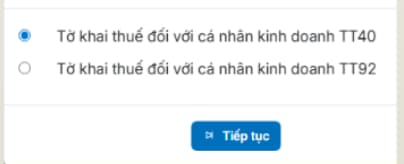 Tờ khai thuế đối với cá nhân kinh doanh TT40
Tờ khai thuế đối với cá nhân kinh doanh TT92
Tiếp tục